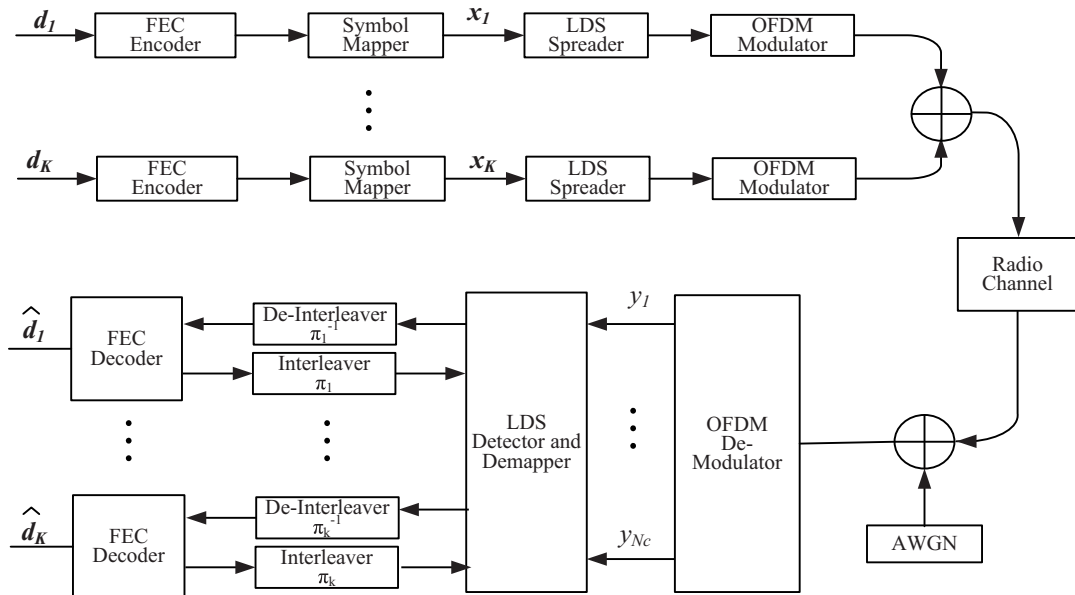 d1
FEC
Encoder
Symbol
Mapper
x1
LDS
Spreader
OFDM
Modulator
dK
FEC
Encoder
Symbol
Mapper
xK
LDS
Spreader
OFDM
Modulator
Radio
Channel
d̂1
FEC
Decoder
De-Interleaver
π1^-1
Interleaver
π1
LDS
Detector and
Demapper
y1
OFDM
De-
Modulator
d̂K
FEC
Decoder
De-Interleaver
πk^-1
Interleaver
πk
yNc
AWGN